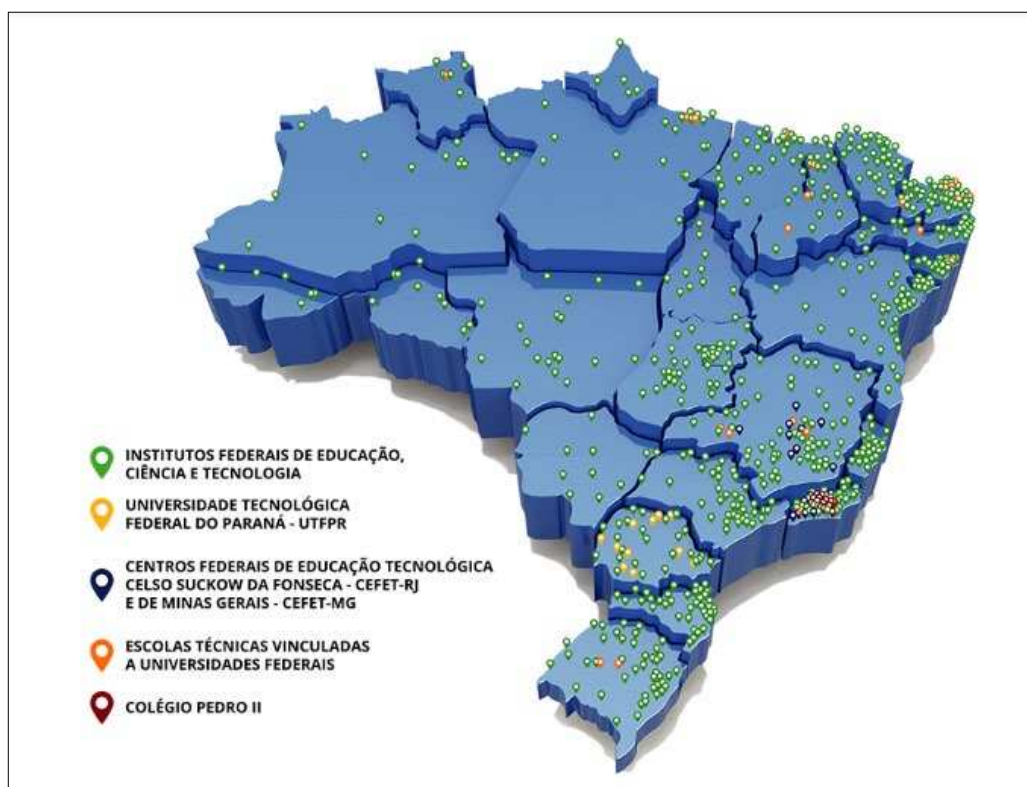 INSTITUTOS FEDERAIS DE EDUCAÇÃO,
CIÊNCIA E TECNOLOGIA
UNIVERSIDADE TECNOLÓGICA
FEDERAL DO PARANÁ - UTFPR
CENTROS FEDERAIS DE EDUCAÇÃO TECNOLÓGICA
CELSO SUCKOW DA FONSECA - CEFET-RJ
E DE MINAS GERAIS - CEFET-MG
ESCOLAS TÉCNICAS VINCULADAS
A UNIVERSIDADES FEDERAIS
COLÉGIO PEDRO II